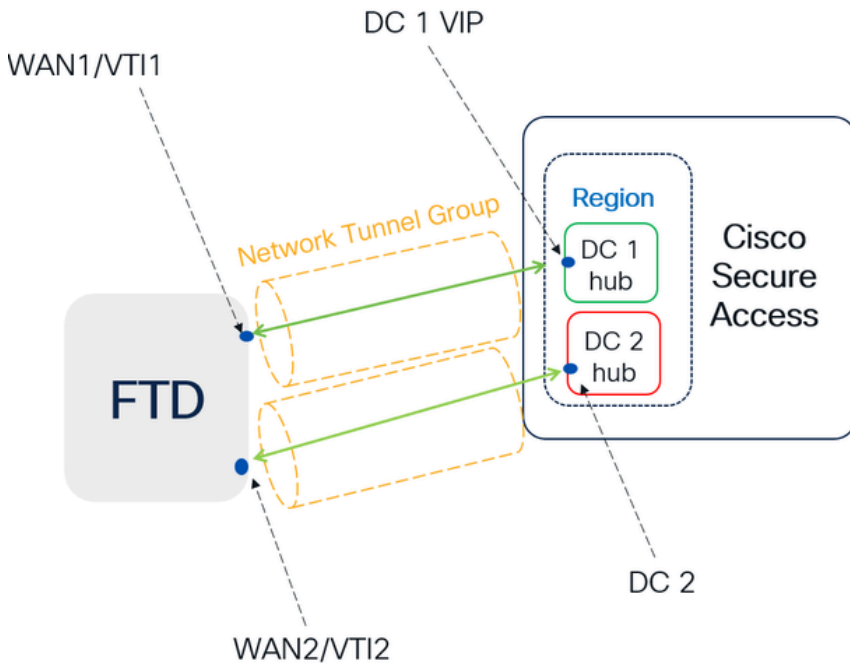 DC 1 VIP
WAN1/VTI1
Network Tunnel Group
Region
DC 1
hub
DC 2
hub
Cisco
Secure
Access
FTD
DC 2
WAN2/VTI2